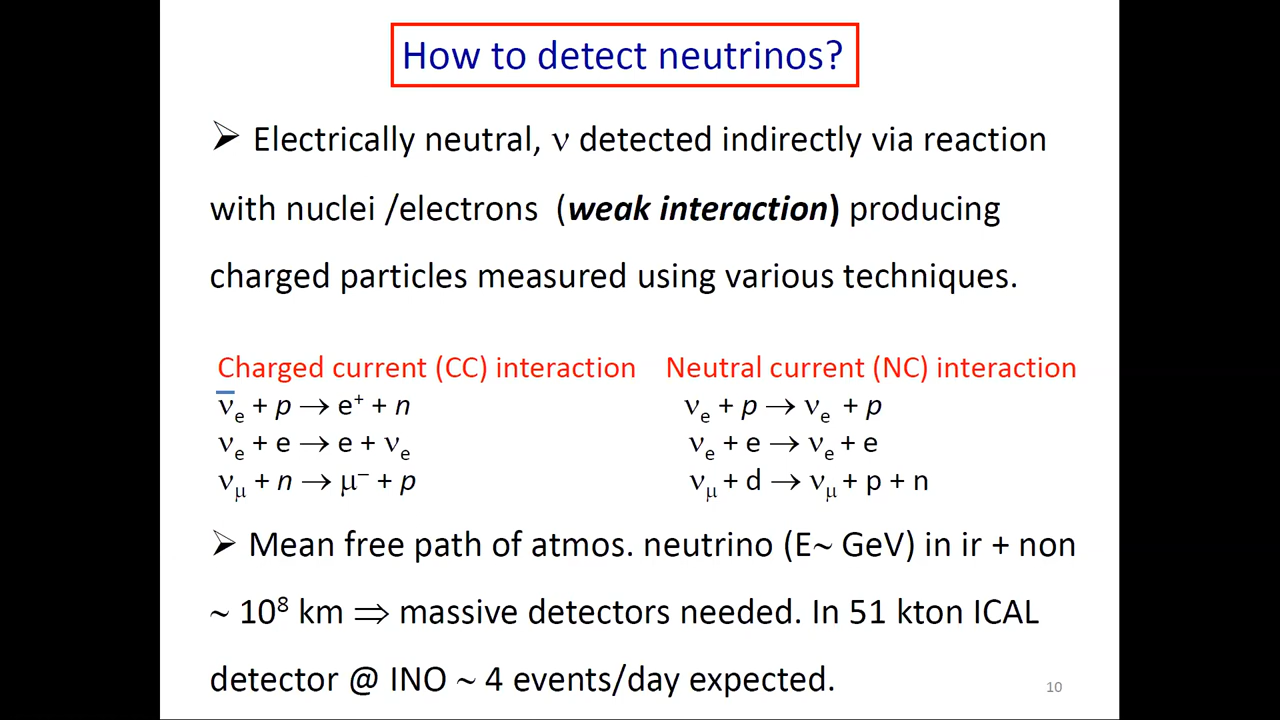 How to detect neutrinos?
➢ Electrically neutral, ν detected indirectly via reaction
with nuclei /electrons (weak interaction) producing
charged particles measured using various techniques.
Charged current (CC) interaction Neutral current (NC) interaction
ν̅ₑ + p → e⁺ + n νₑ + p → νₑ + p
νₑ + e → e + νₑ νₑ + e → νₑ + e
ν_μ + n → μ⁻ + p ν_μ + d → ν_μ + p + n
➢ Mean free path of atmos. neutrino (E~ GeV) in ir + non
~ 10⁸ km ⟹ massive detectors needed. In 51 kton ICAL
detector @ INO ~ 4 events/day expected.
10